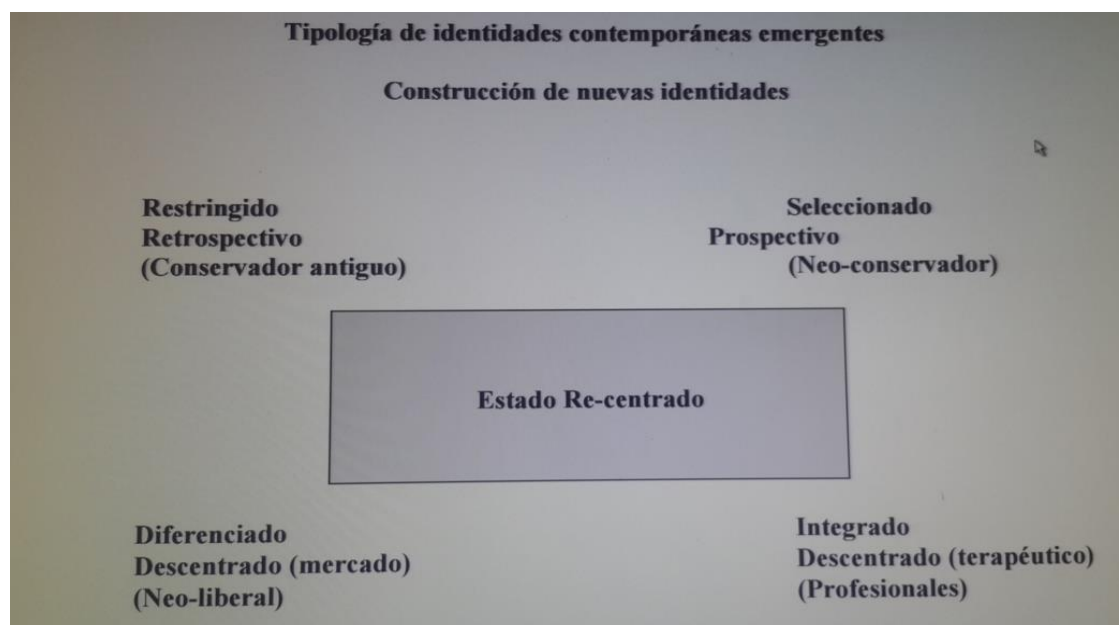 Tipología de identidades contemporáneas emergentes
Construcción de nuevas identidades
Restringido
Retrospectivo
(Conservador antiguo)
Seleccionado
Prospectivo
(Neo-conservador)
Estado Re-centrado
Diferenciado
Descentrado (mercado)
(Neo-liberal)
Integrado
Descentrado (terapéutico)
(Profesionales)